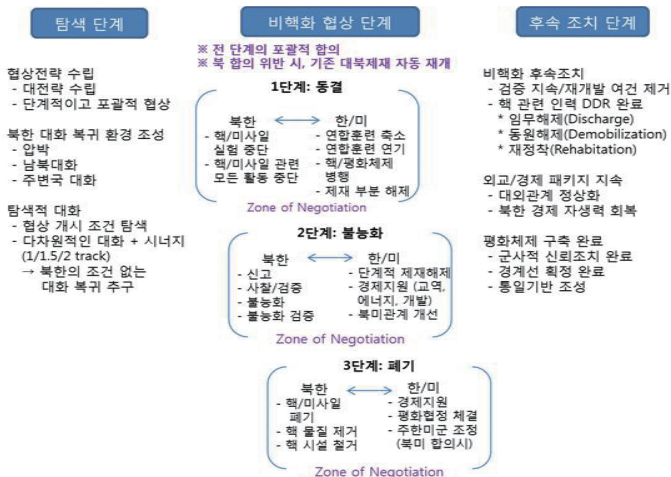 탐색 단계
비핵화 협상 단계
후속 조치 단계
협상전략 수립
- 대전략 수립
- 단계적이고 포괄적 협상
북한 대화 복귀 환경 조성
- 압박
- 남북대화
- 주변국 대화
탐색적 대화
- 협상 개시 조건 탐색
- 다차원적인 대화 + 시너지
(1/1.5/2 track)
→ 북한의 조건 없는
대화 복귀 추구
※ 전 단계의 포괄적 합의
※ 북 합의 위반 시, 기존 대북제재 자동 재개
1단계: 동결
북한
- 핵/미사일
실험 중단
- 핵/미사일 관련
모든 활동 중단
한/미
- 연합훈련 축소
- 연합훈련 연기
- 핵/평화체제
병행
- 제재 부분 해제
Zone of Negotiation
2단계: 불능화
북한
- 신고
- 사찰/검증
- 불능화
- 불능화 검증
한/미
- 단계적 제재해제
- 경제지원 (교역,
에너지, 개발)
- 북미관계 개선
Zone of Negotiation
3단계: 폐기
북한
- 핵/미사일
폐기
- 핵 물질 제거
- 핵 시설 철거
한/미
- 경제지원
- 평화협정 체결
- 주한미군 조정
(북미 합의시)
Zone of Negotiation
비핵화 후속조치
- 검증 지속/재개발 여건 제거
- 핵 관련 인력 DDR 완료
* 임무해제(Discharge)
* 동원해제(Demobilization)
* 재정착(Rehabitation)
외교/경제 패키지 지속
- 대외관계 정상화
- 북한 경제 자생력 회복
평화체제 구축 완료
- 군사적 신뢰조치 완료
- 경계선 획정 완료
- 통일기반 조성